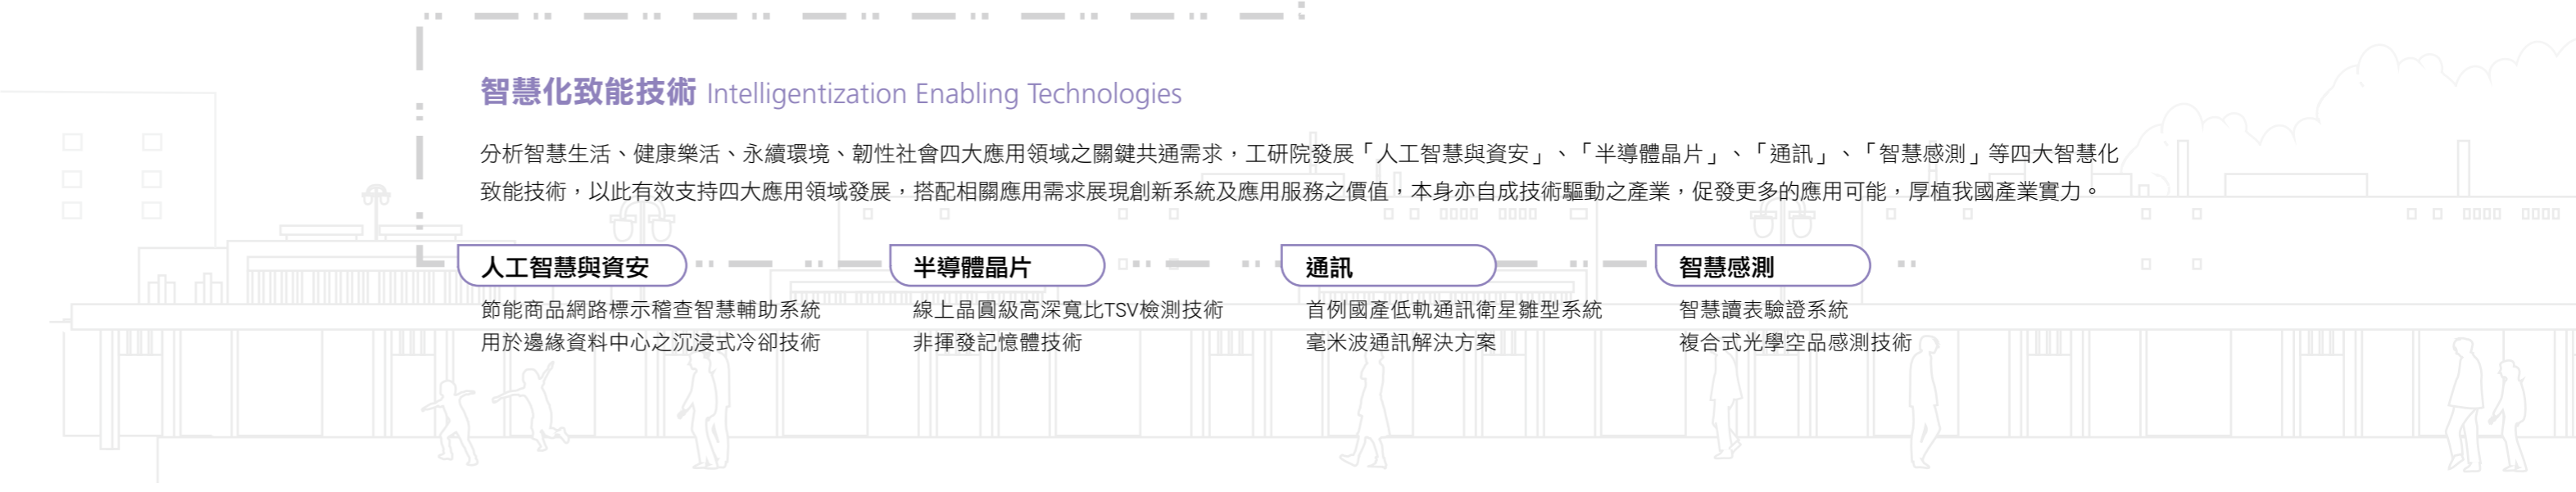 智慧化致能技術 Intelligentization Enabling Technologies
分析智慧生活、健康樂活、永續環境、韌性社會四大應用領域之關鍵共通需求，工研院發展「人工智慧與資安」、「半導體晶片」、「通訊」、「智慧感測」等四大智慧化
致能技術，以此有效支持四大應用領域發展，搭配相關應用需求展現創新系統及應用服務之價值，本身亦自成技術驅動之產業，促發更多的應用可能，厚植我國產業實力。
人工智慧與資安
節能商品網路標示稽查智慧輔助系統
用於邊緣資料中心之沉浸式冷卻技術
半導體晶片
線上晶圓級高深寬比TSV檢測技術
非揮發記憶體技術
通訊
首例國產低軌通訊衛星雛型系統
毫米波通訊解決方案
智慧感測
智慧讀表驗證系統
複合式光學空品感測技術